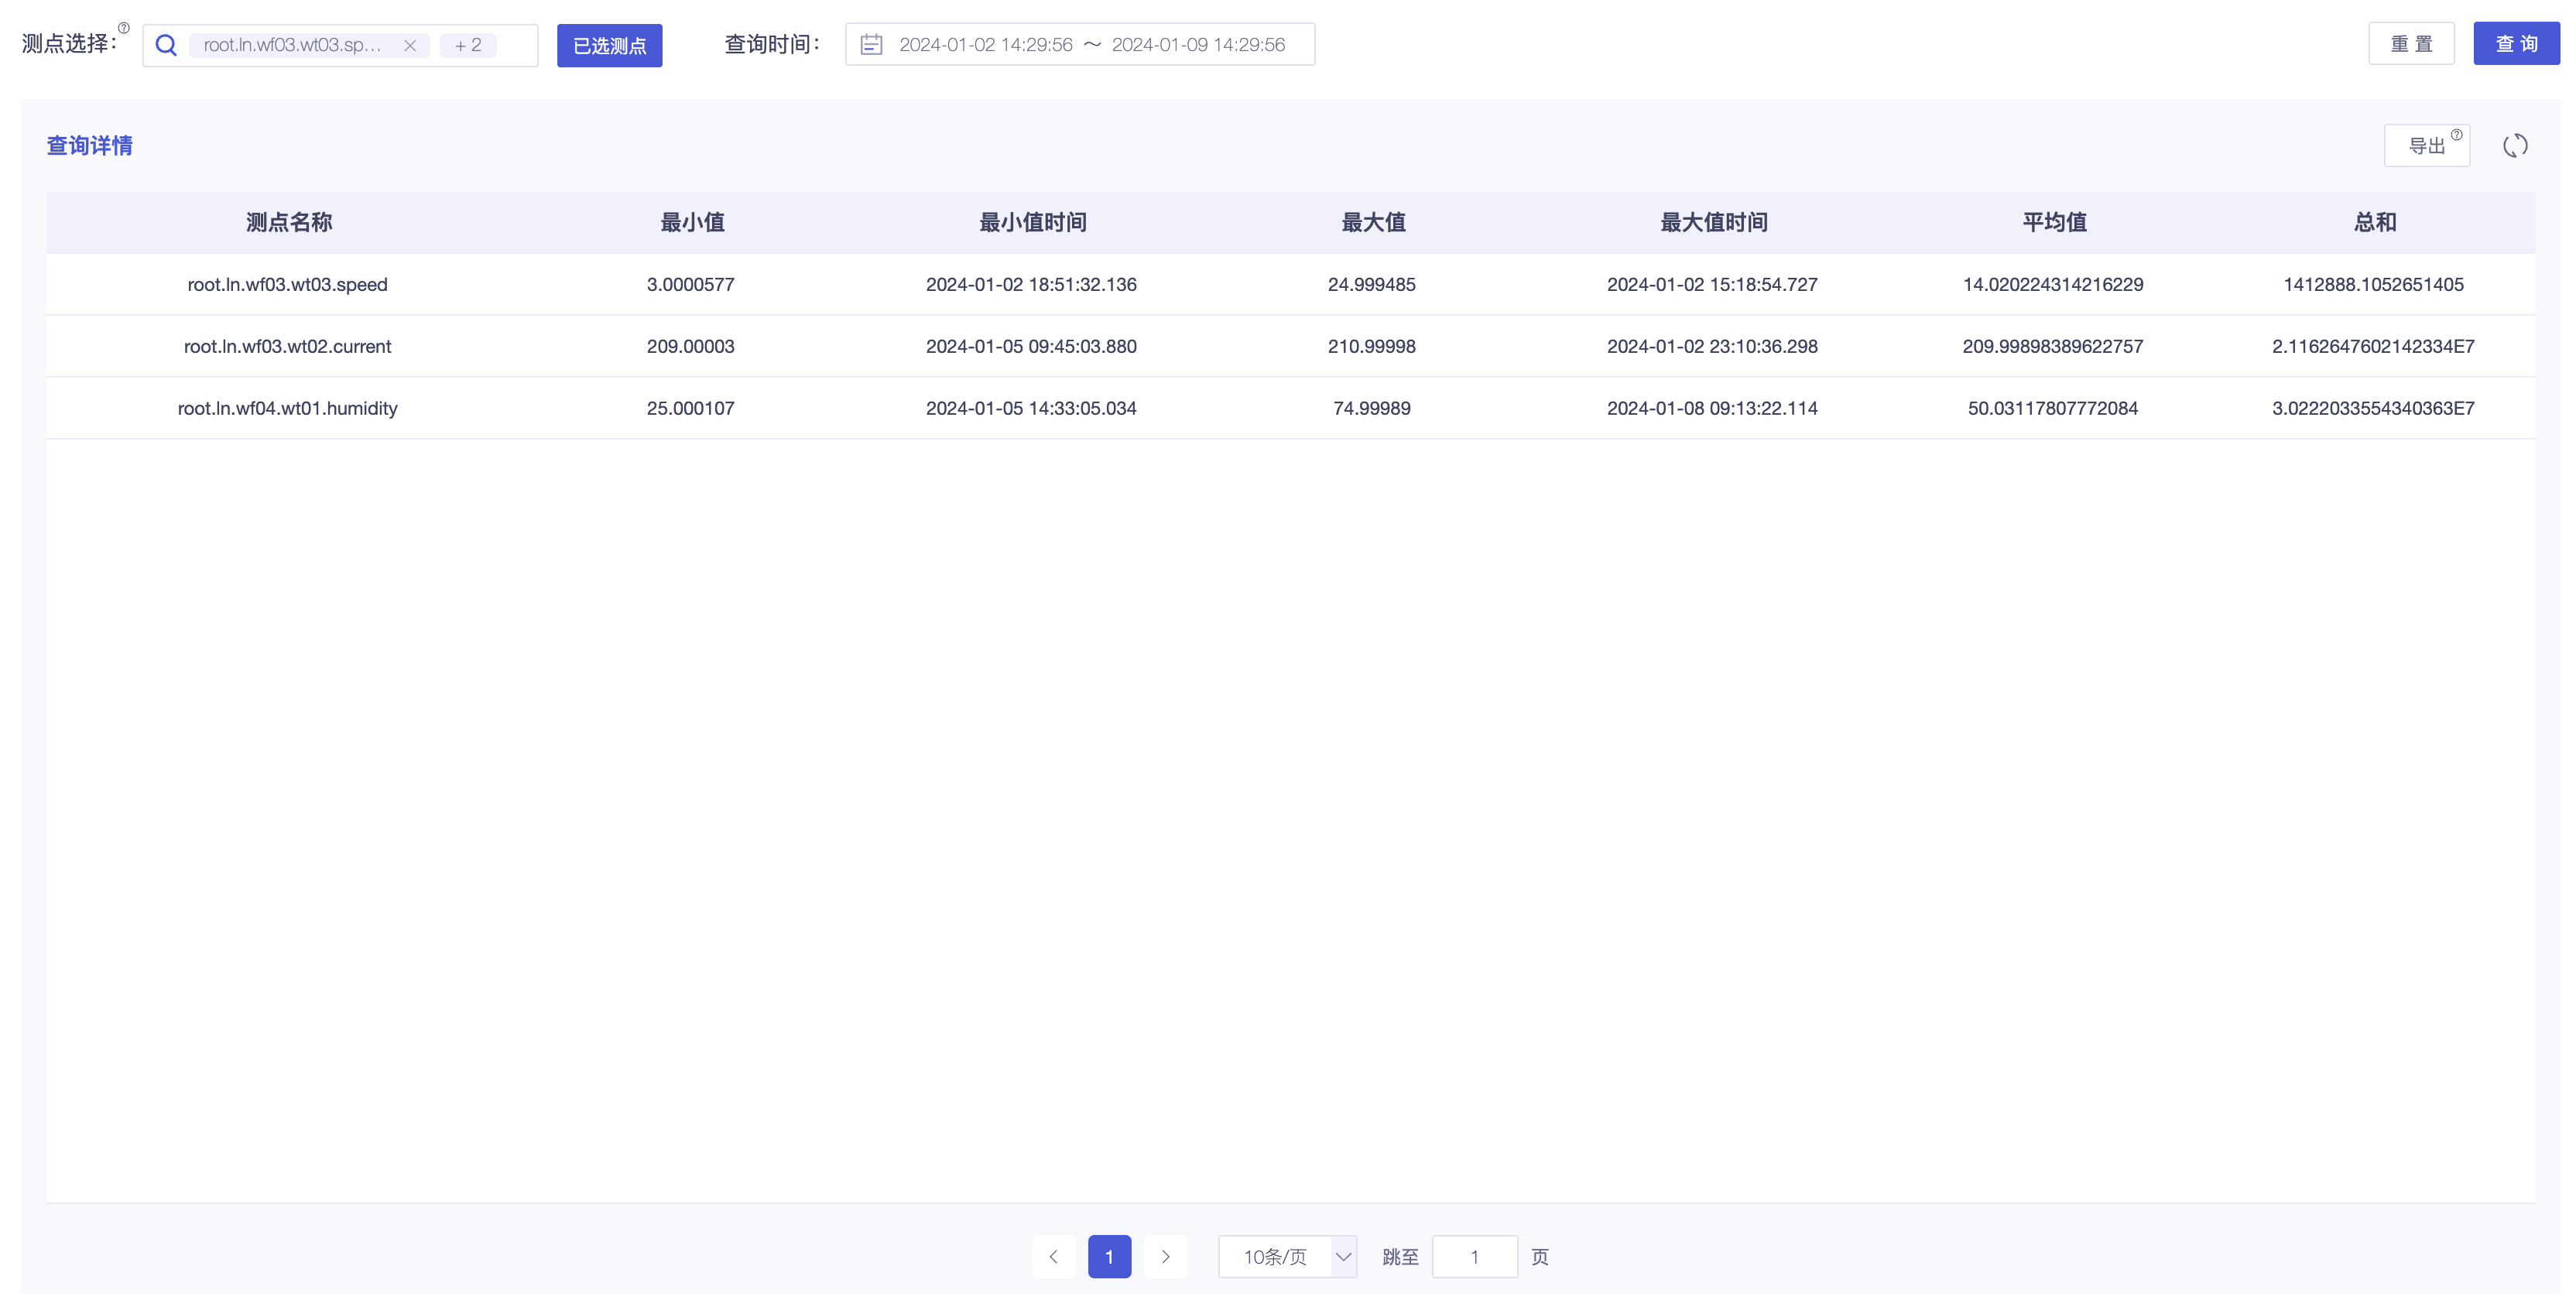 测点选择： root.ln.wf03.wt03.sp... + 2 已选测点 查询时间： 2024-01-02 14:29:56 ～ 2024-01-09 14:29:56 重 置 查 询
查询详情 导出
测点名称 最小值 最小值时间 最大值 最大值时间 平均值 总和
root.ln.wf03.wt03.speed 3.0000577 2024-01-02 18:51:32.136 24.999485 2024-01-02 15:18:54.727 14.020224314216229 1412888.1052651405
root.ln.wf03.wt02.current 209.00003 2024-01-05 09:45:03.880 210.99998 2024-01-02 23:10:36.298 209.99898389622757 2.1162647602142334E7
root.ln.wf04.wt01.humidity 25.000107 2024-01-05 14:33:05.034 74.99989 2024-01-08 09:13:22.114 50.03117807772084 3.0222033554340363E7
1 10条/页 跳至 1 页